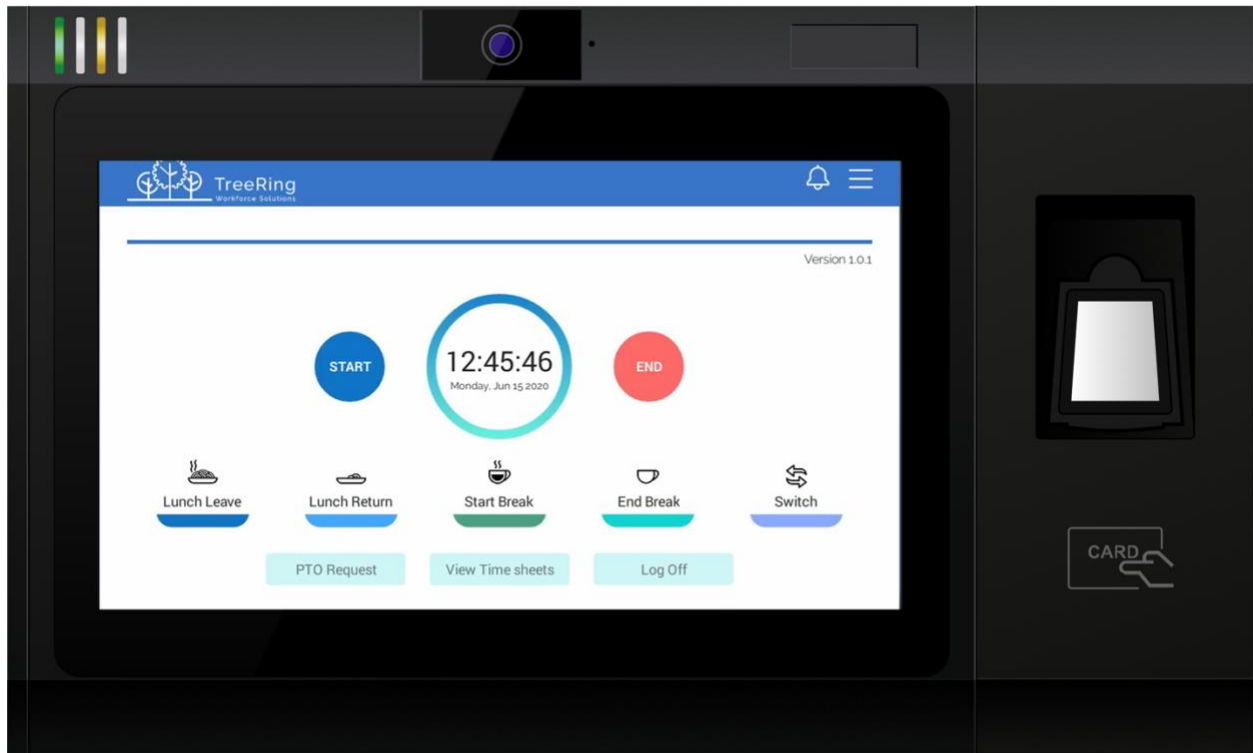 TreeRing
Workforce Solutions
Version 1.0.1
START
12:45:46
Monday, Jun 15 2020
END
Lunch Leave
Lunch Return
Start Break
End Break
Switch
PTO Request
View Time sheets
Log Off
CARD